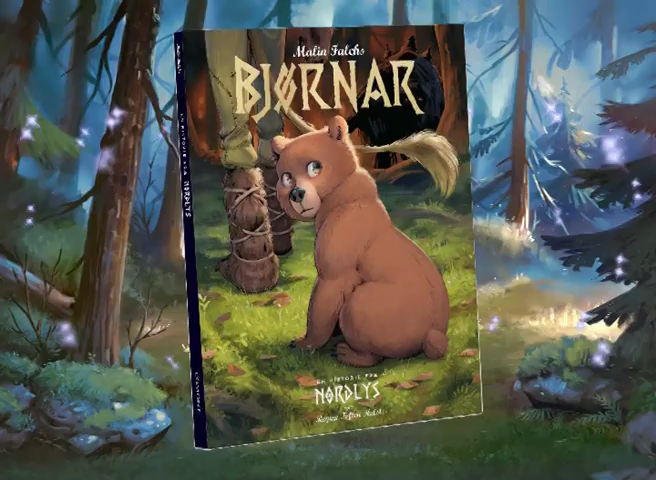 Malin Falchs
BJØRNAR
EN HISTORIE FRA
NORDLYS
EN HISTORIE FRA NORDLYS